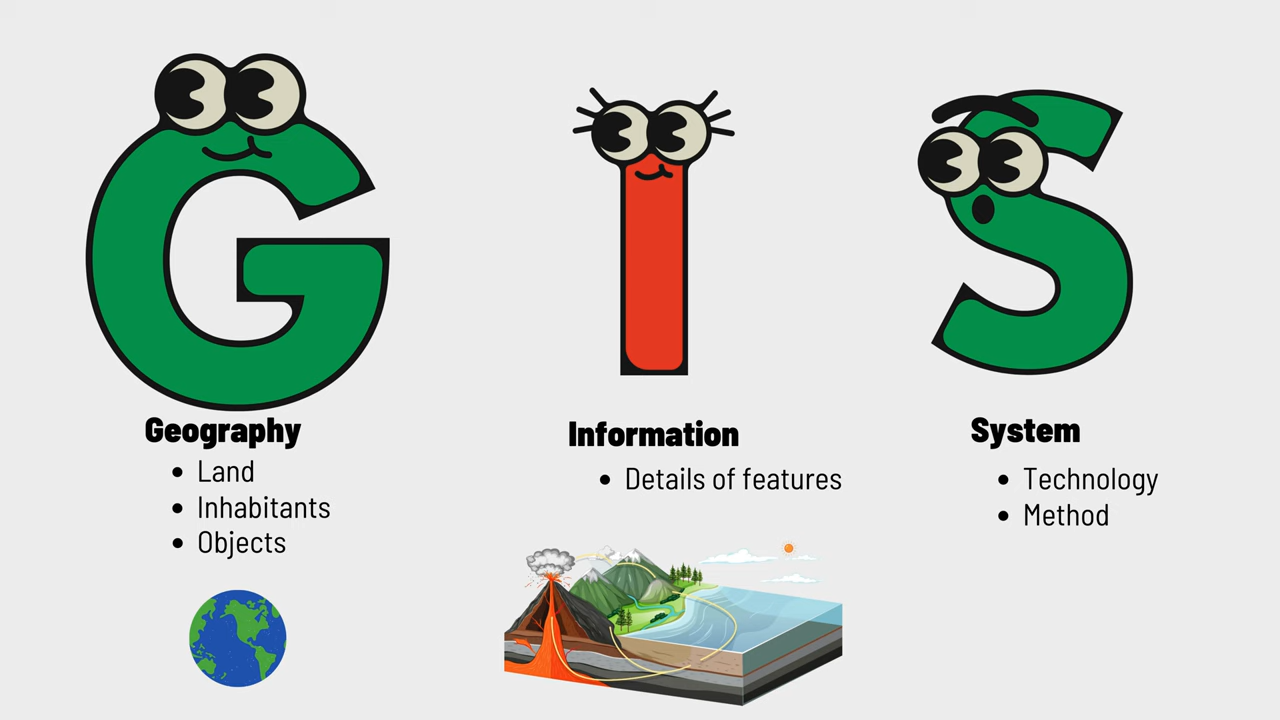 G I S
Geography
• Land
• Inhabitants
• Objects
Information
• Details of features
System
• Technology
• Method